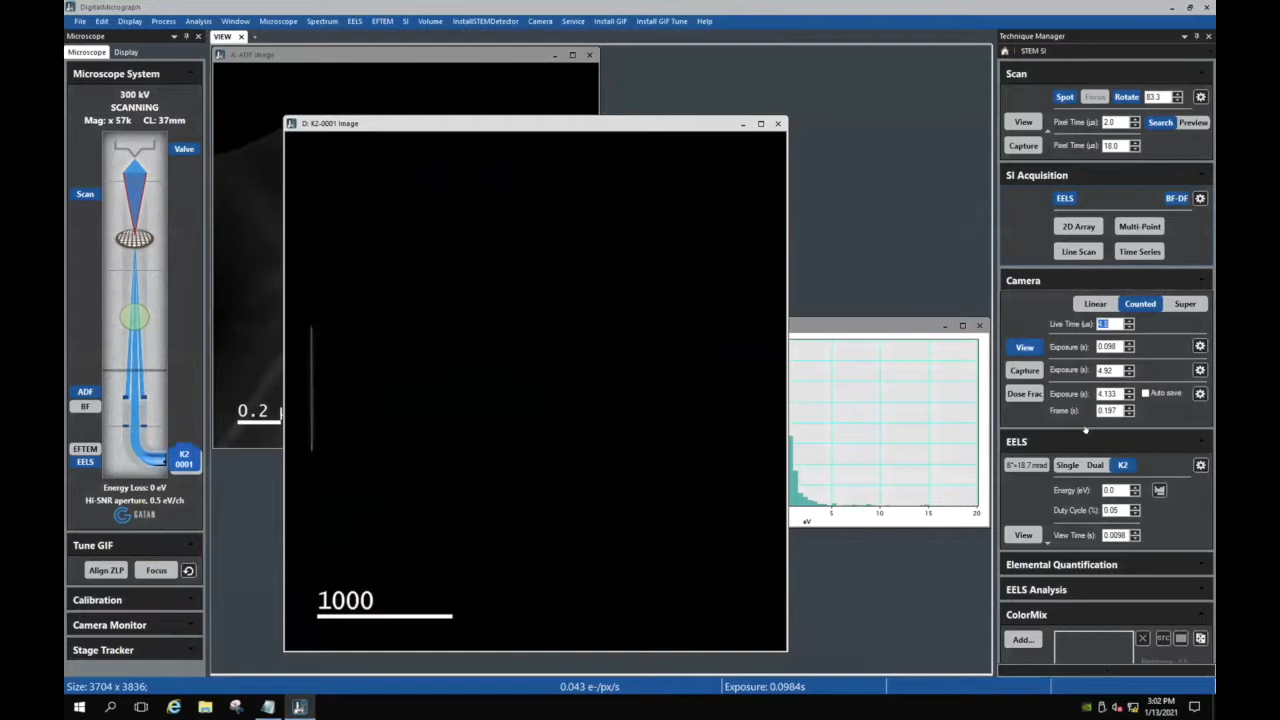 DigitalMicrograph
File Edit Display Process Analysis Window Microscope Spectrum EELS EFTEM SI Volume InstallSTEMDetector Camera Service Install GIF Install GIF Tune Help
Microscope
Microscope Display
Microscope System
300 kV
SCANNING
Mag: x 57k CL: 37mm
Valve
Scan
ADF
BF
EFTEM
EELS
K2
0001
Energy Loss: 0 eV
Hi-SNR aperture, 0.5 eV/ch
GATAN
Tune GIF
Align ZLP Focus
Calibration
Camera Monitor
Stage Tracker
VIEW
A: ADF Image
0.2
D: K2-0001 Image
1000
5 10 15 20
eV
Technique Manager
STEM SI
Scan
Spot Focus Rotate 83.3
View Pixel Time (µs): 2.0 Search Preview
Capture Pixel Time (µs): 18.0
SI Acquisition
EELS BF-DF
2D Array Multi-Point
Line Scan Time Series
Camera
Linear Counted Super
Live Time (µs):
View Exposure (s): 0.098
Capture Exposure (s): 4.92
Dose Frac Exposure (s): 4.133 Auto save
Frame (s): 0.197
EELS
Single Dual K2
Energy (eV): 0.0
Duty Cycle (%): 0.05
View View Time (s): 0.0098
Elemental Quantification
EELS Analysis
ColorMix
Add... SRC
Size: 3704 x 3836; 0.043 e-/px/s Exposure: 0.0984s
3:02 PM
1/13/2021